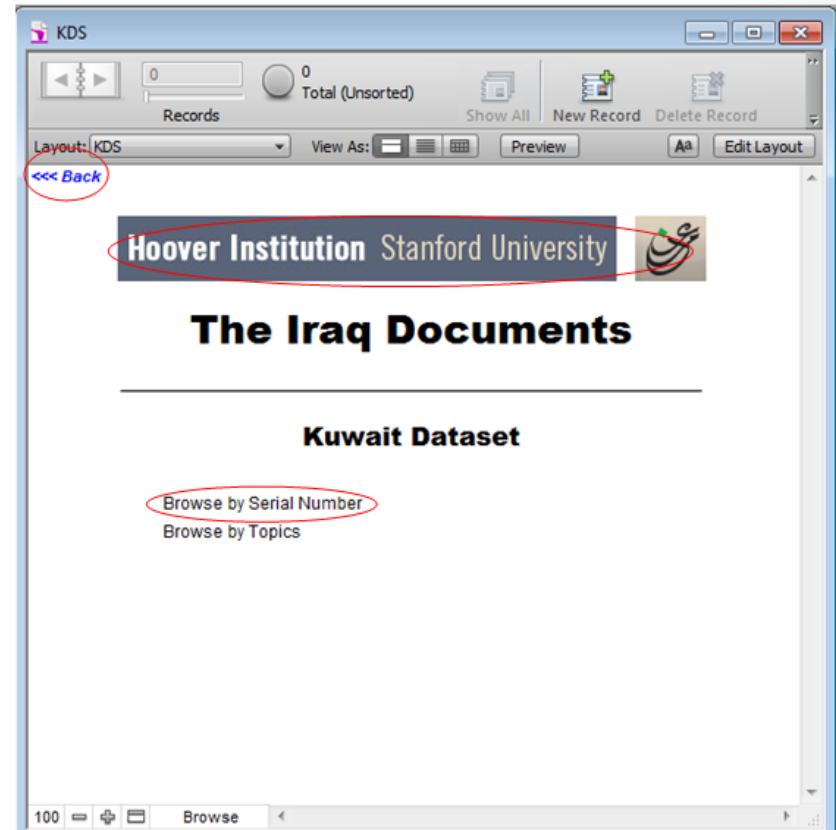 KDS
0
0
Total (Unsorted)
Records
Show All
New Record
Delete Record
Layout: KDS
View As:
Preview
Aa
Edit Layout
<<< Back
Hoover Institution Stanford University
The Iraq Documents
Kuwait Dataset
Browse by Serial Number
Browse by Topics
100
Browse